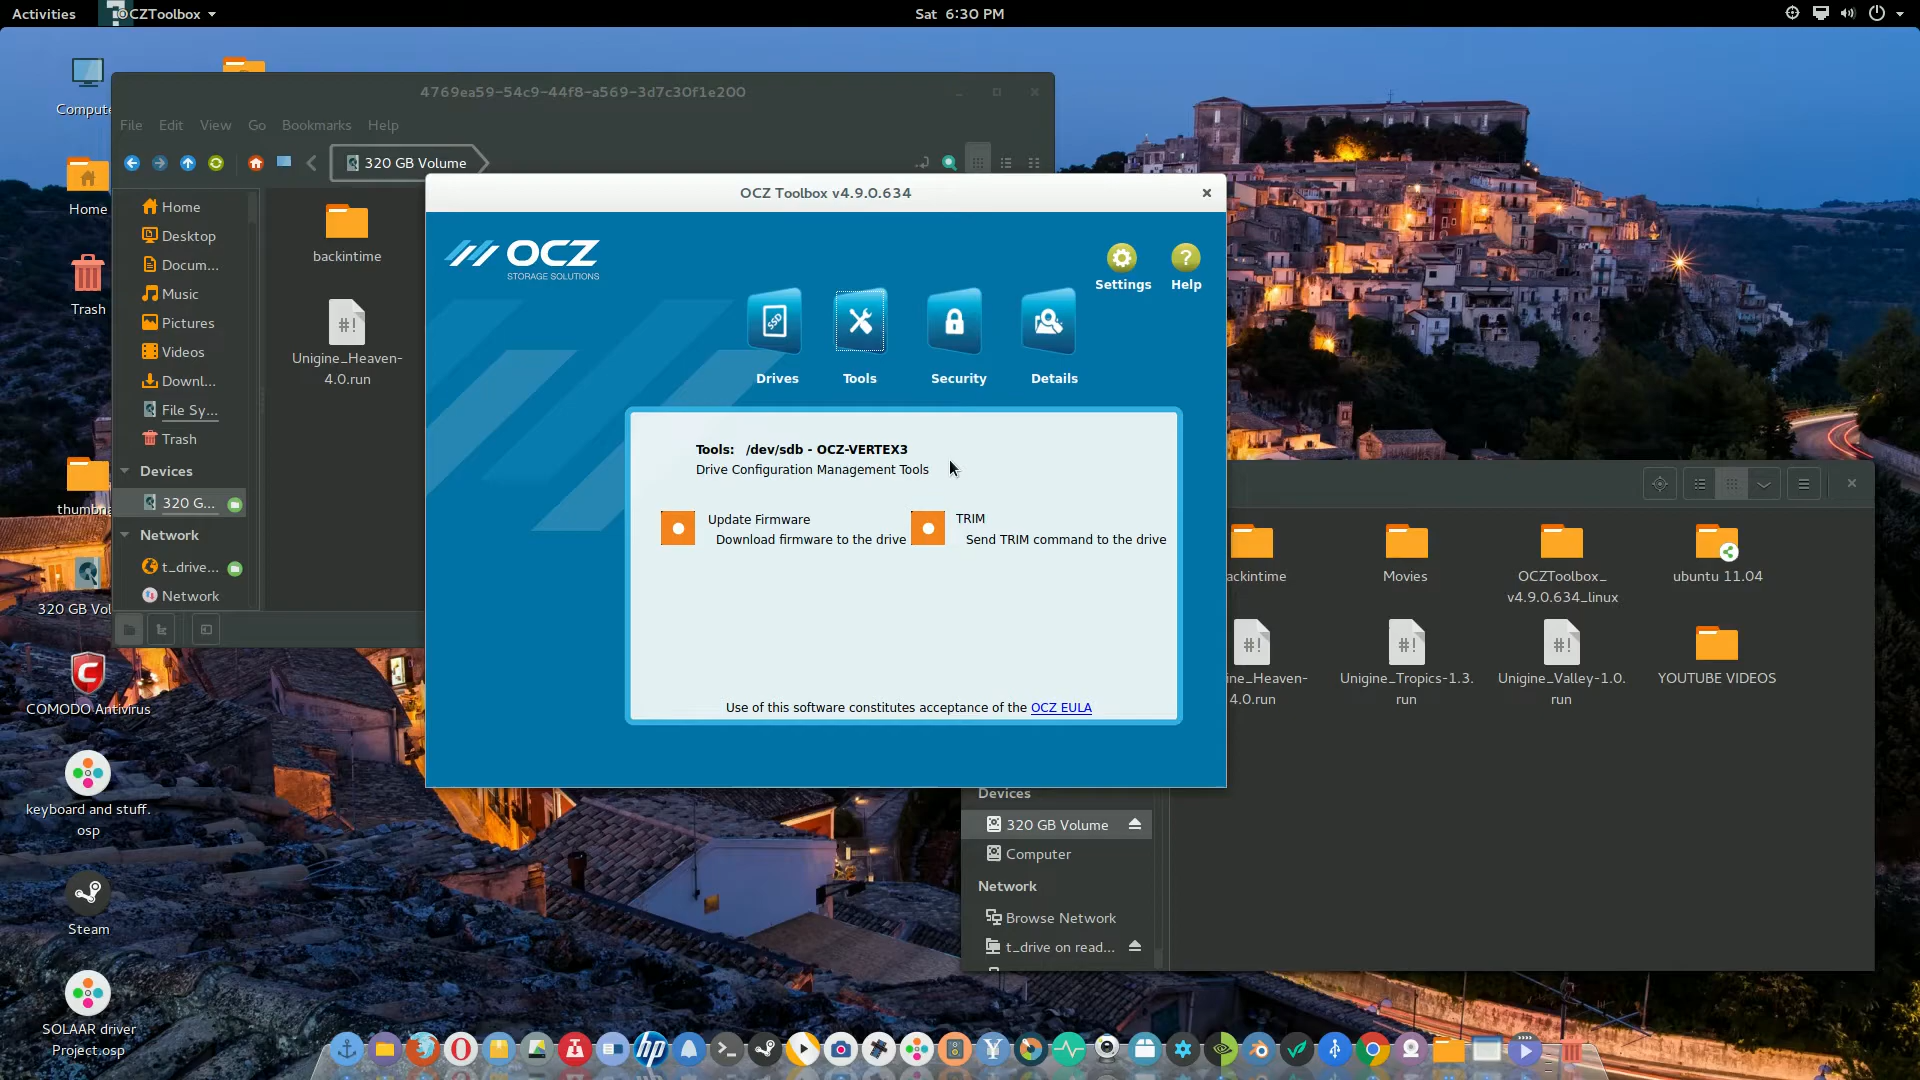 Activities
OCZToolbox
Sat 6:30 PM
Compute
Home
Trash
thumbna
320 GB Vol
COMODO Antivirus
keyboard and stuff.
osp
Steam
SOLAAR driver
Project.osp
4769ea59-54c9-44f8-a569-3d7c30f1e200
File Edit View Go Bookmarks Help
320 GB Volume
Home
Desktop
Docum...
Music
Pictures
Videos
Downl...
File Sy...
Trash
Devices
320 G...
Network
t_drive...
Network
backintime
Unigine_Heaven-
4.0.run
OCZ Toolbox v4.9.0.634
OCZ
STORAGE SOLUTIONS
Settings
Help
SSD
Drives
Tools
Security
Details
Tools: /dev/sdb - OCZ-VERTEX3
Drive Configuration Management Tools
Update Firmware
Download firmware to the drive
TRIM
Send TRIM command to the drive
Use of this software constitutes acceptance of the OCZ EULA
ackintime
Movies
OCZToolbox_
v4.9.0.634_linux
ubuntu 11.04
ine_Heaven-
4.0.run
Unigine_Tropics-1.3.
run
Unigine_Valley-1.0.
run
YOUTUBE VIDEOS
Devices
320 GB Volume
Computer
Network
Browse Network
t_drive on read...
hp